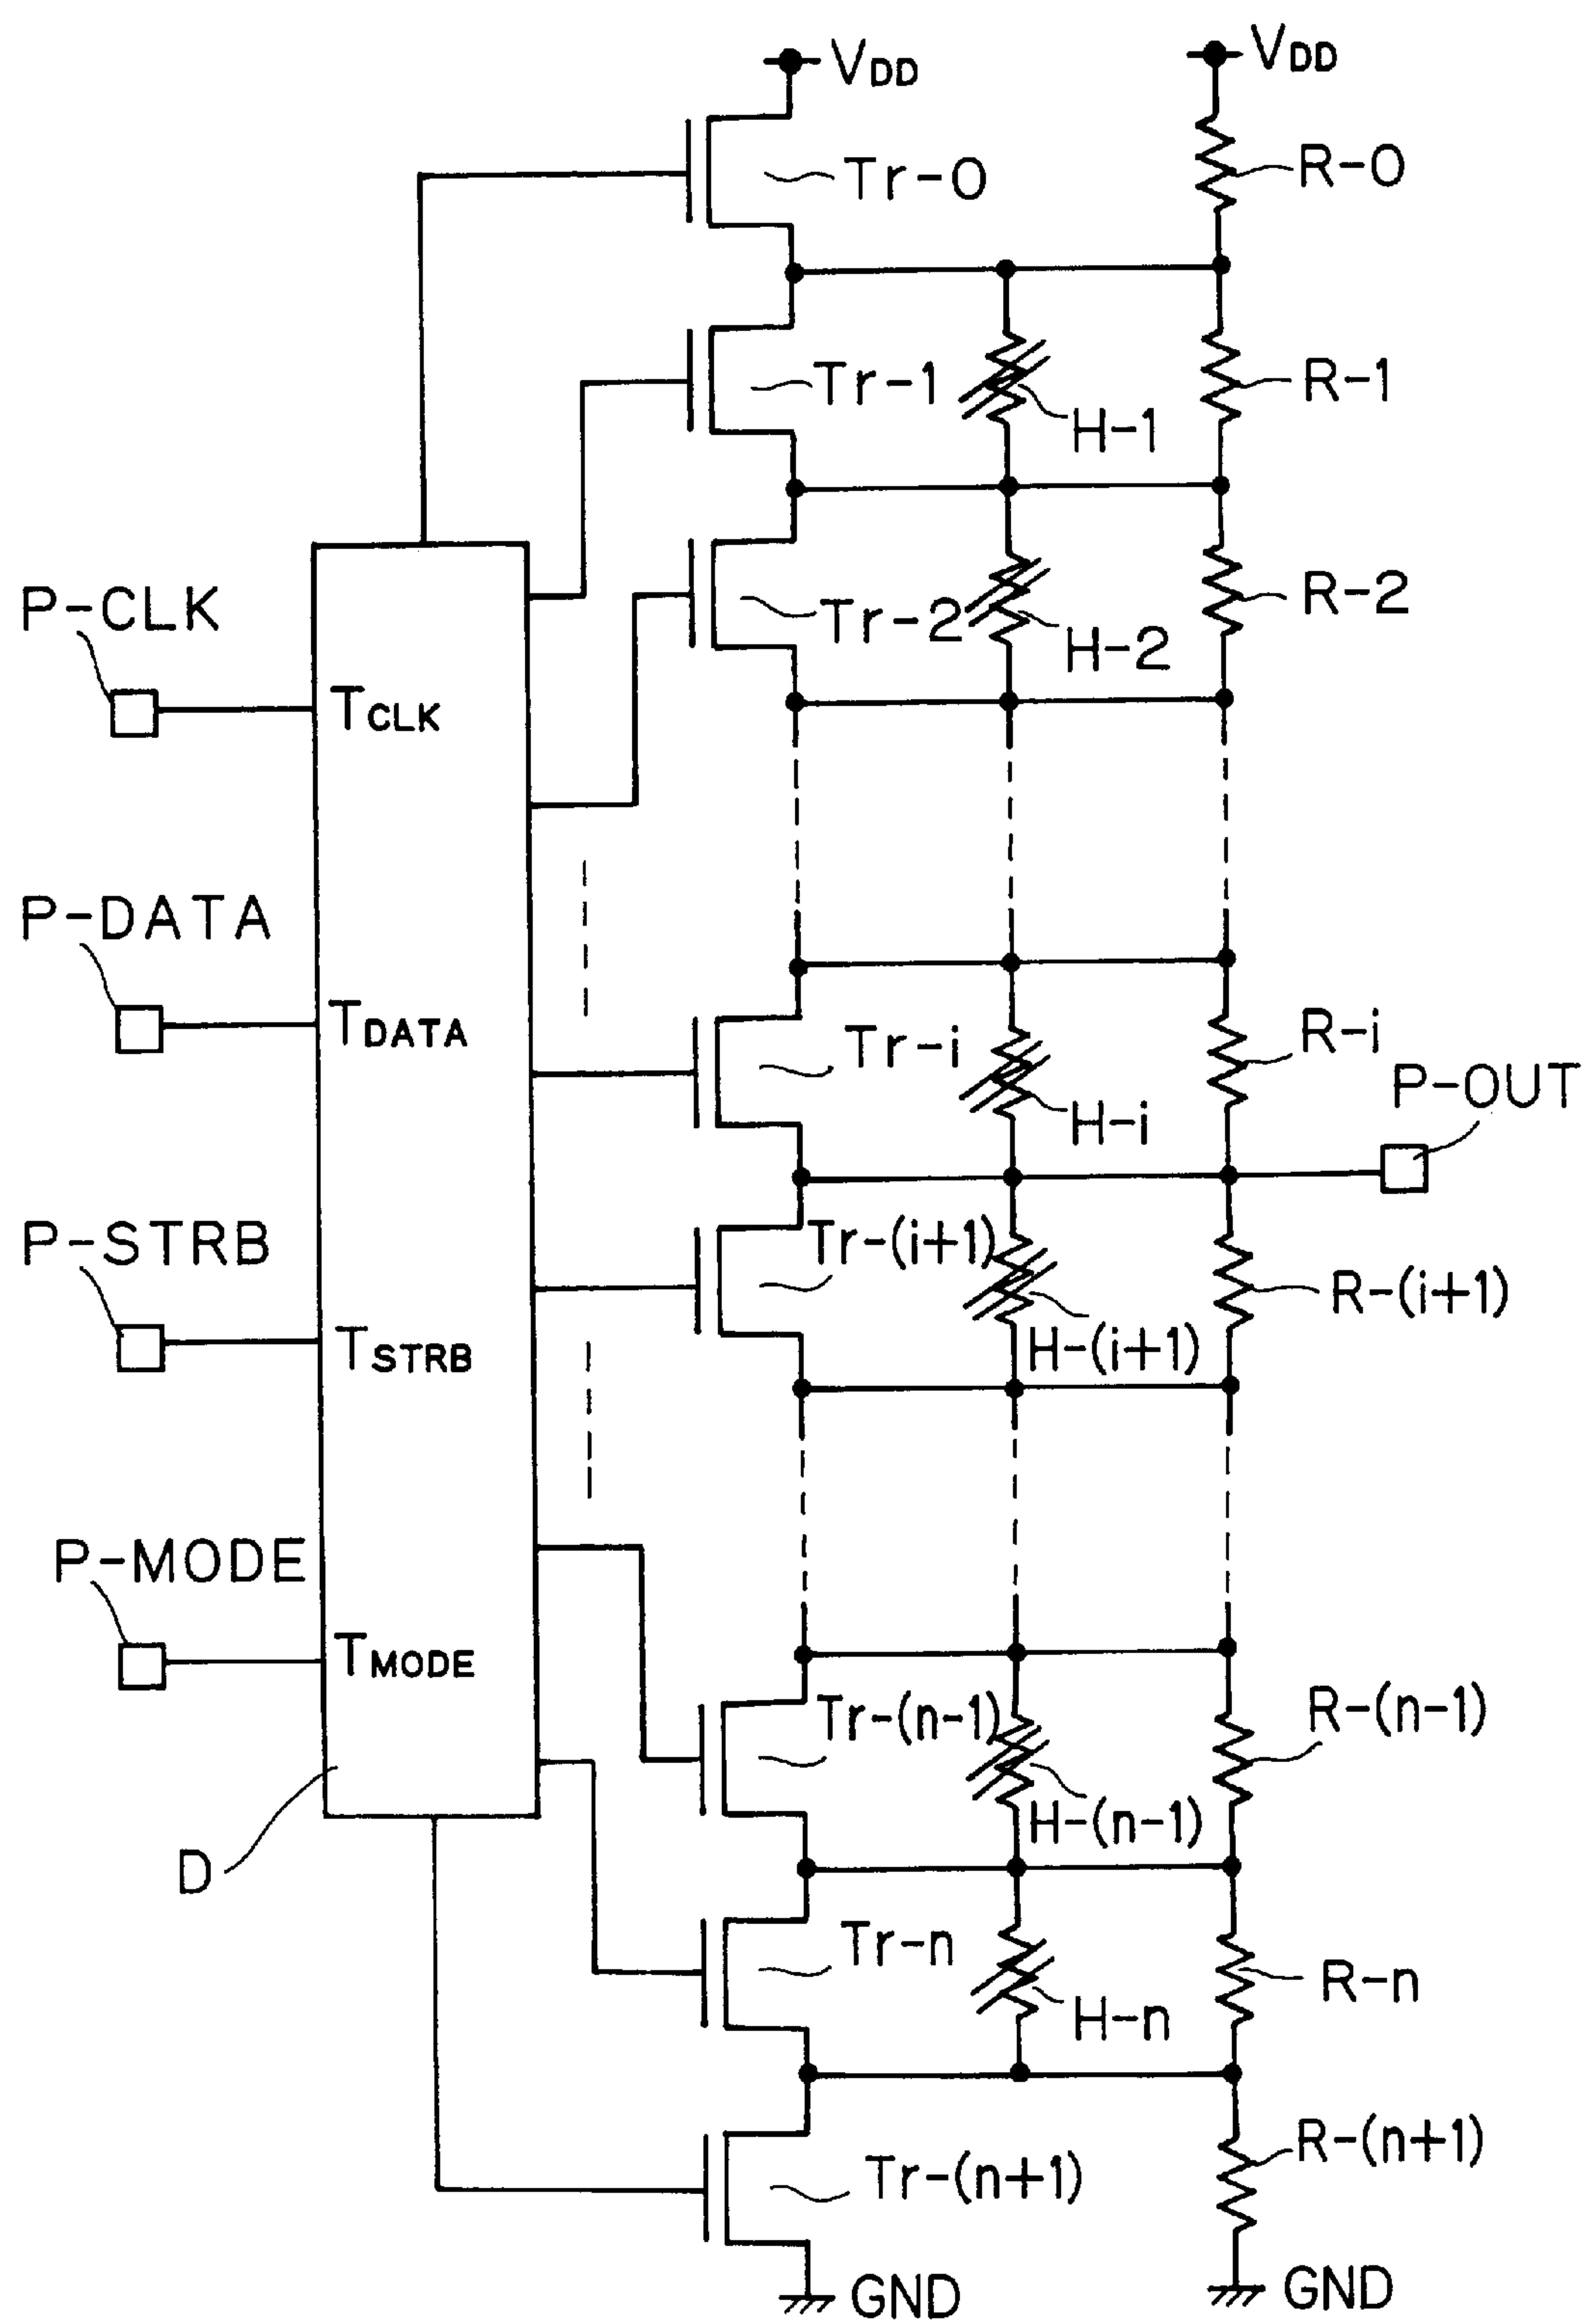 VDD
VDD
Tr-0
R-0
Tr-1
H-1
R-1
P-CLK
Tr-2
H-2
R-2
TCLK
P-DATA
TDATA
Tr-i
H-i
R-i
P-OUT
P-STRB
Tr-(i+1)
R-(i+1)
TSTRB
H-(i+1)
P-MODE
TMODE
Tr-(n-1)
R-(n-1)
H-(n-1)
D
Tr-n
R-n
H-n
Tr-(n+1)
R-(n+1)
GND
GND